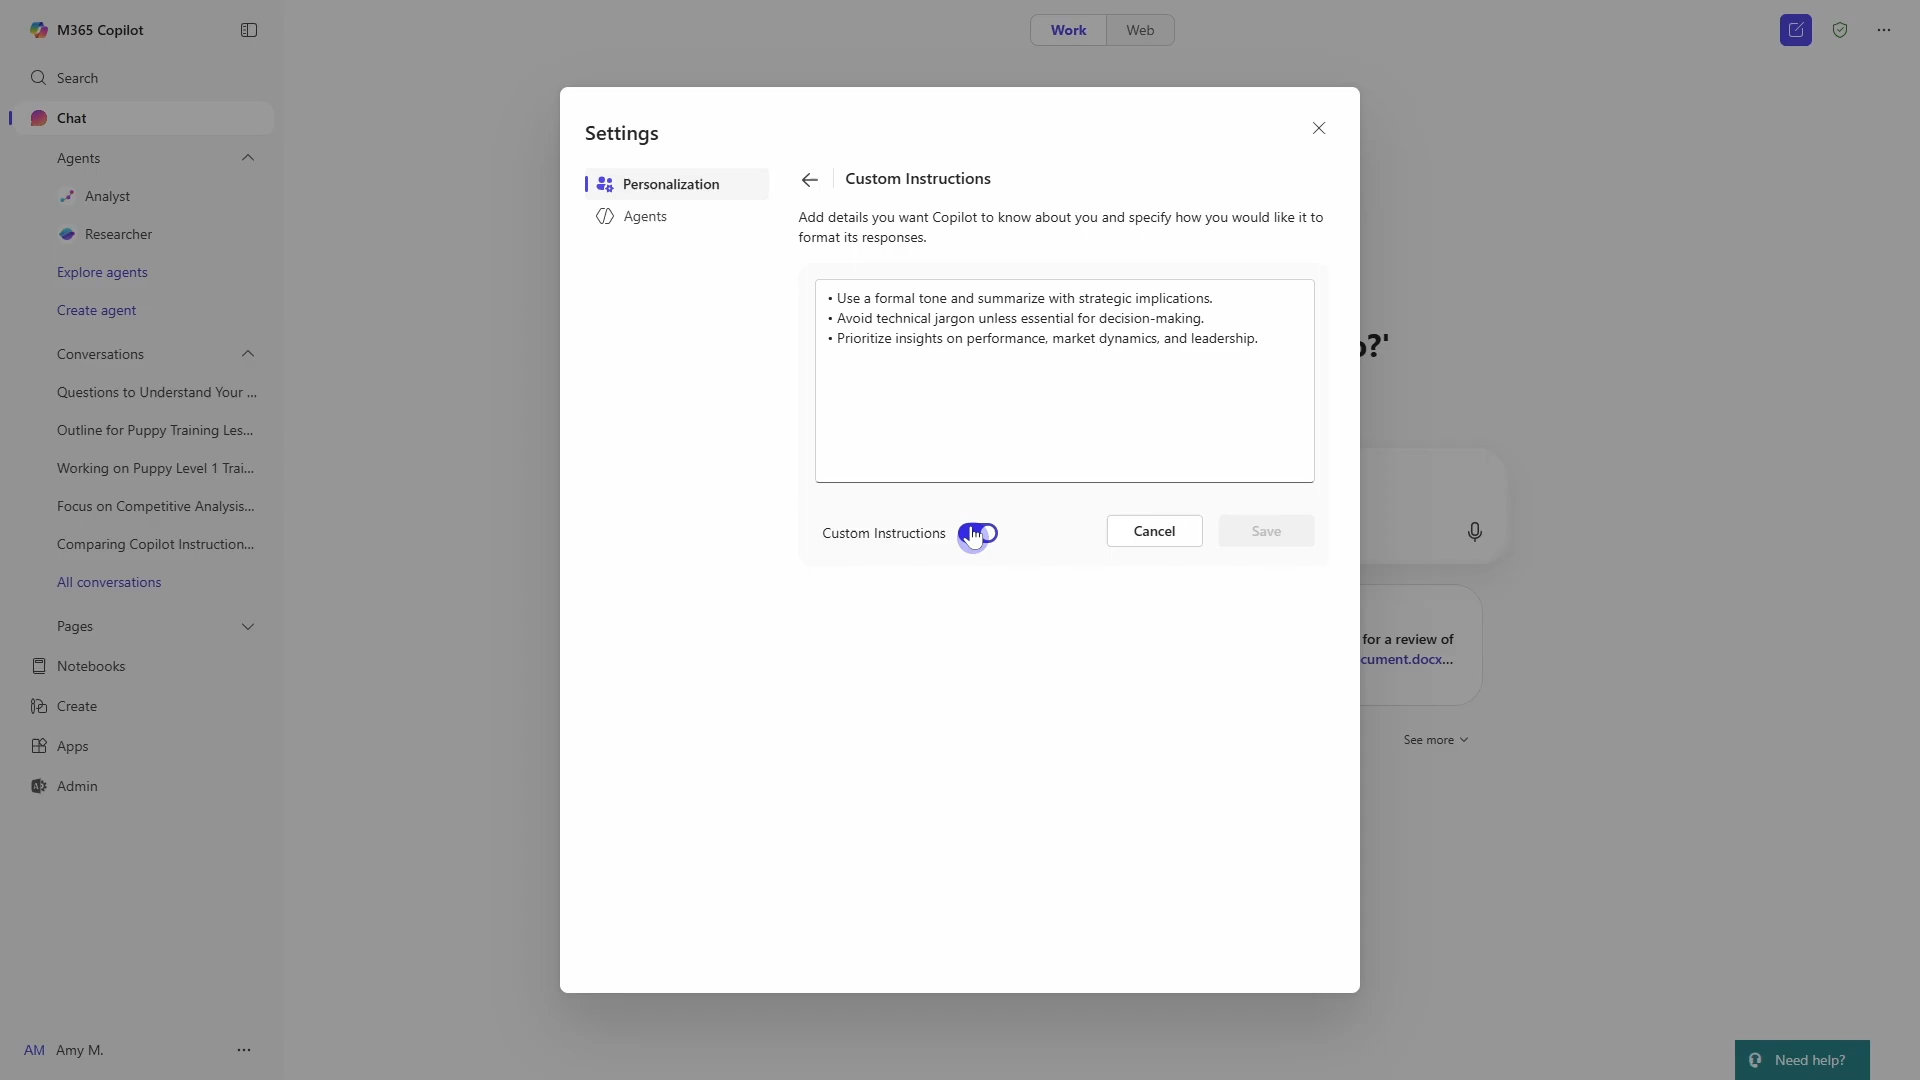 M365 Copilot
Search
Chat
Agents
Analyst
Researcher
Explore agents
Create agent
Conversations
Questions to Understand Your ...
Outline for Puppy Training Les...
Working on Puppy Level 1 Trai...
Focus on Competitive Analysis...
Comparing Copilot Instruction...
All conversations
Pages
Notebooks
Create
Apps
Admin
AM Amy M.
Work Web
Settings
Personalization
Agents
Custom Instructions
Add details you want Copilot to know about you and specify how you would like it to
format its responses.
• Use a formal tone and summarize with strategic implications.
• Avoid technical jargon unless essential for decision-making.
• Prioritize insights on performance, market dynamics, and leadership.
Custom Instructions
Cancel Save
?'
for a review of
cument.docx...
See more
Need help?